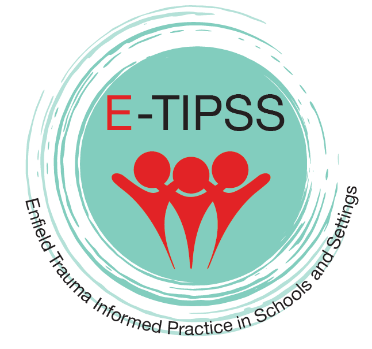 E-TIPSS
Enfield Trauma Informed Practice in Schools and Settings